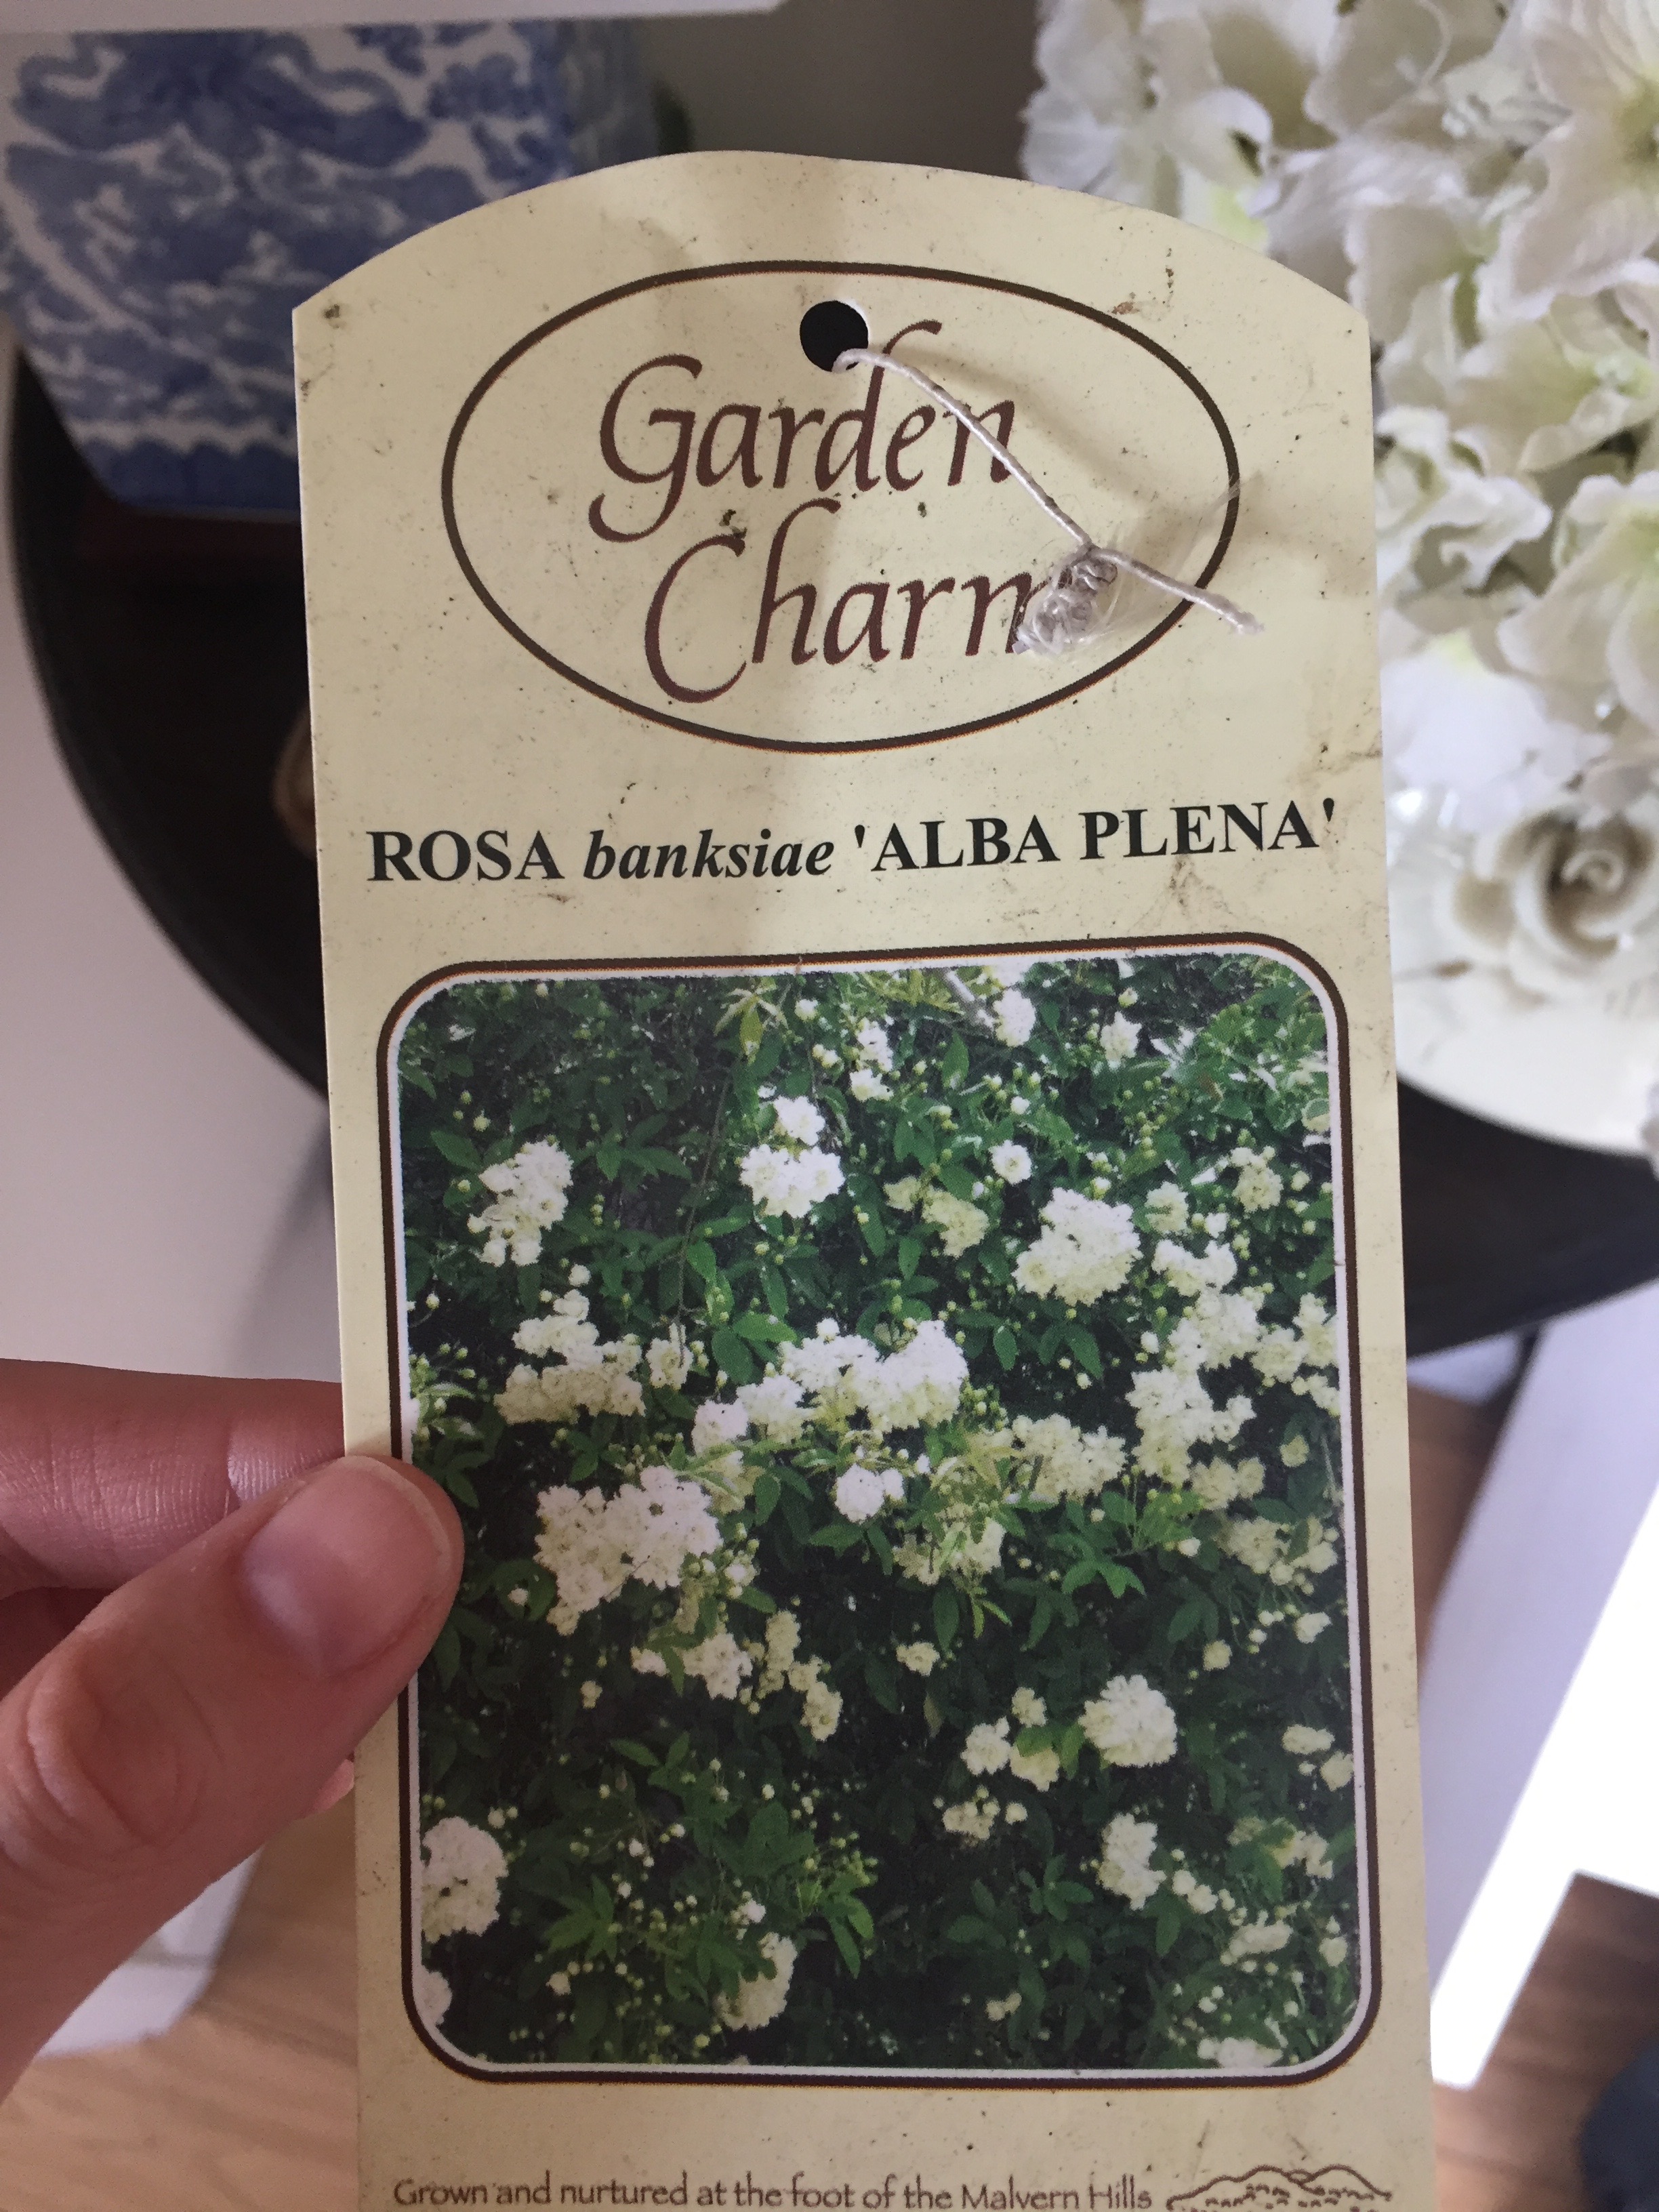 Garden
Charm
ROSA banksiae 'ALBA PLENA'
Grown and nurtured at the foot of the Malvern Hills